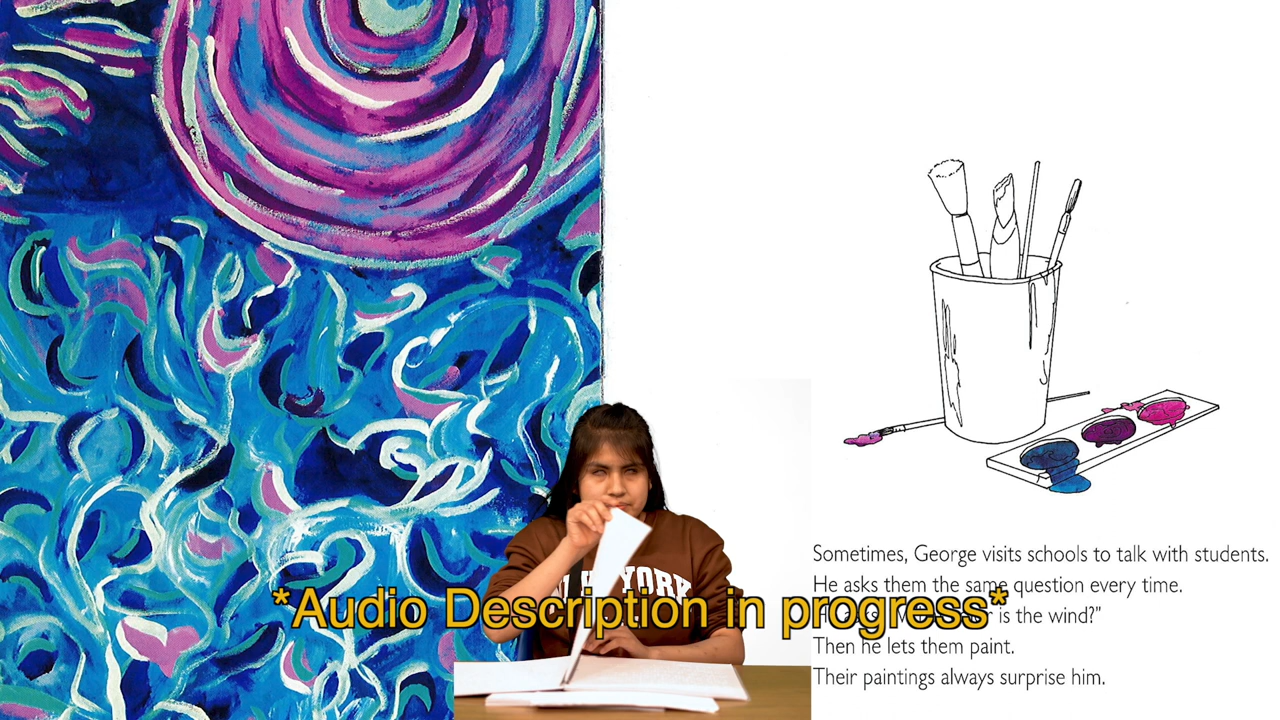 Sometimes, George visits schools to talk with students.
He asks them the same question every time.
is the wind?"
Then he lets them paint.
Their paintings always surprise him.
*Audio Description in progress*
YORK